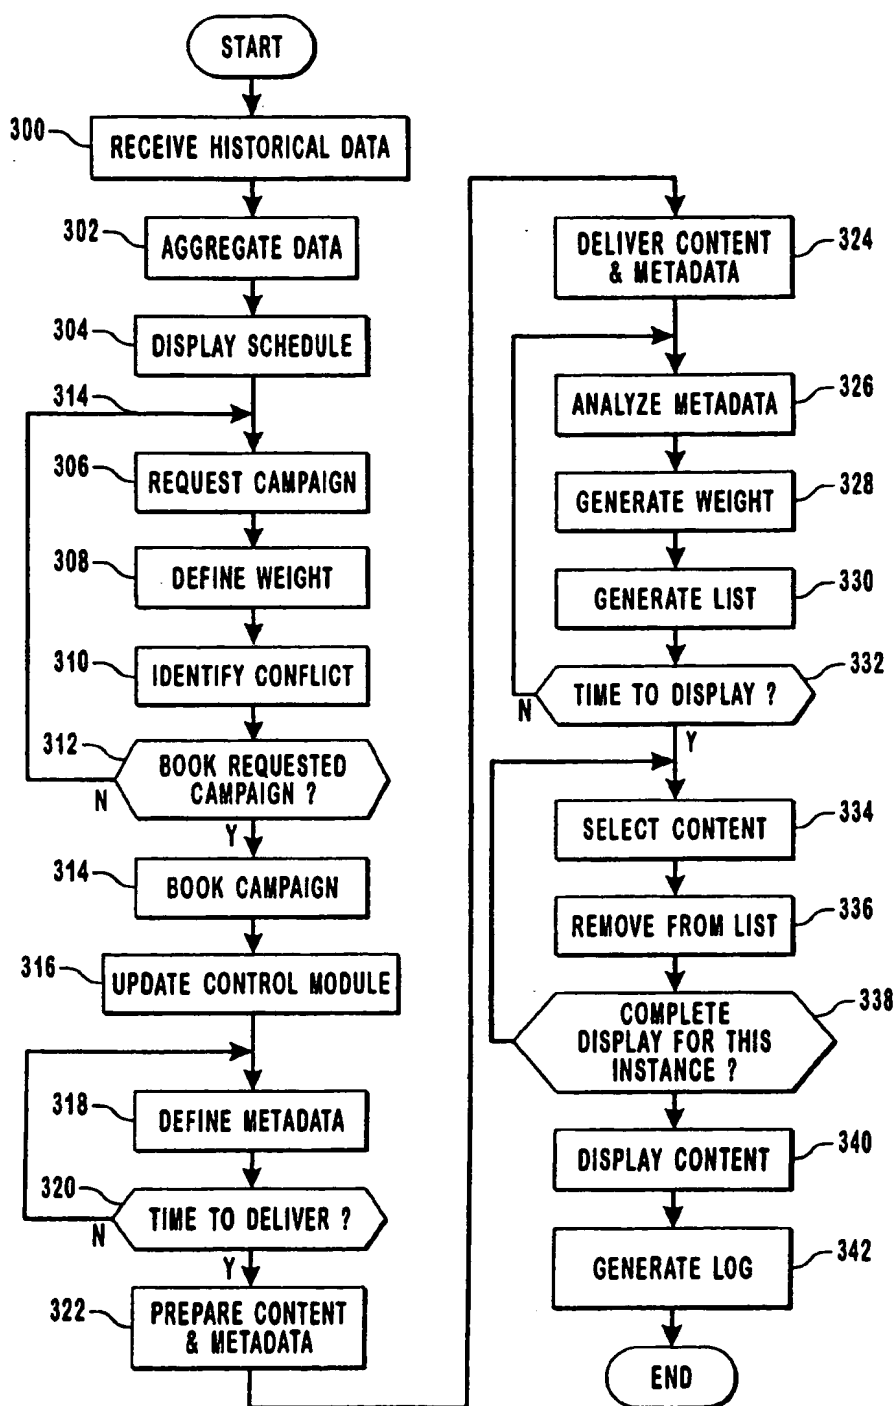 START
300
RECEIVE HISTORICAL DATA
302
AGGREGATE DATA
304
DISPLAY SCHEDULE
314
306
REQUEST CAMPAIGN
308
DEFINE WEIGHT
310
IDENTIFY CONFLICT
312
BOOK REQUESTED
CAMPAIGN ?
N
Y
314
BOOK CAMPAIGN
316
UPDATE CONTROL MODULE
318
DEFINE METADATA
320
TIME TO DELIVER ?
N
Y
322
PREPARE CONTENT
& METADATA
DELIVER CONTENT
& METADATA
324
ANALYZE METADATA
326
GENERATE WEIGHT
328
GENERATE LIST
330
TIME TO DISPLAY ?
332
N
Y
SELECT CONTENT
334
REMOVE FROM LIST
336
COMPLETE
DISPLAY FOR THIS
INSTANCE ?
338
DISPLAY CONTENT
340
GENERATE LOG
342
END